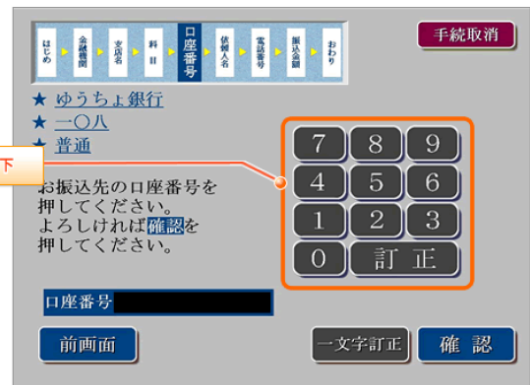 はじめ
金融機関
支店名
科目
口座番号
依頼人名
電話番号
振込金額
おわり
手続取消
★ ゆうちょ銀行
★ 一〇八
★ 普通
下
お振込先の口座番号を
押してください。
よろしければ確認を
押してください。
7 8 9
4 5 6
1 2 3
0 訂正
口座番号
前画面
一文字訂正
確認